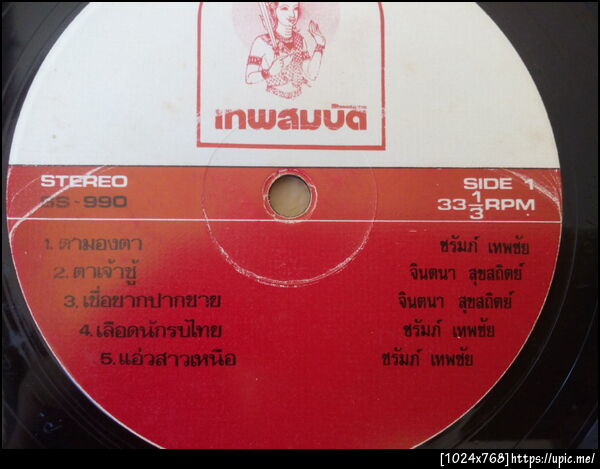 เทพสมบัติ
STEREO
SIDE 1
GS-990
33 1/3 RPM
1. ตามองตา ชรัมภ์ เทพชัย
2. ตาเจ้าชู้ จินตนา สุขสถิตย์
3. เชื่อยากปากชาย จินตนา สุขสถิตย์
4. เลือดนักรบไทย ชรัมภ์ เทพชัย
5. แอ่วสาวเหนือ ชรัมภ์ เทพชัย
[1024x768]https://upic.me/